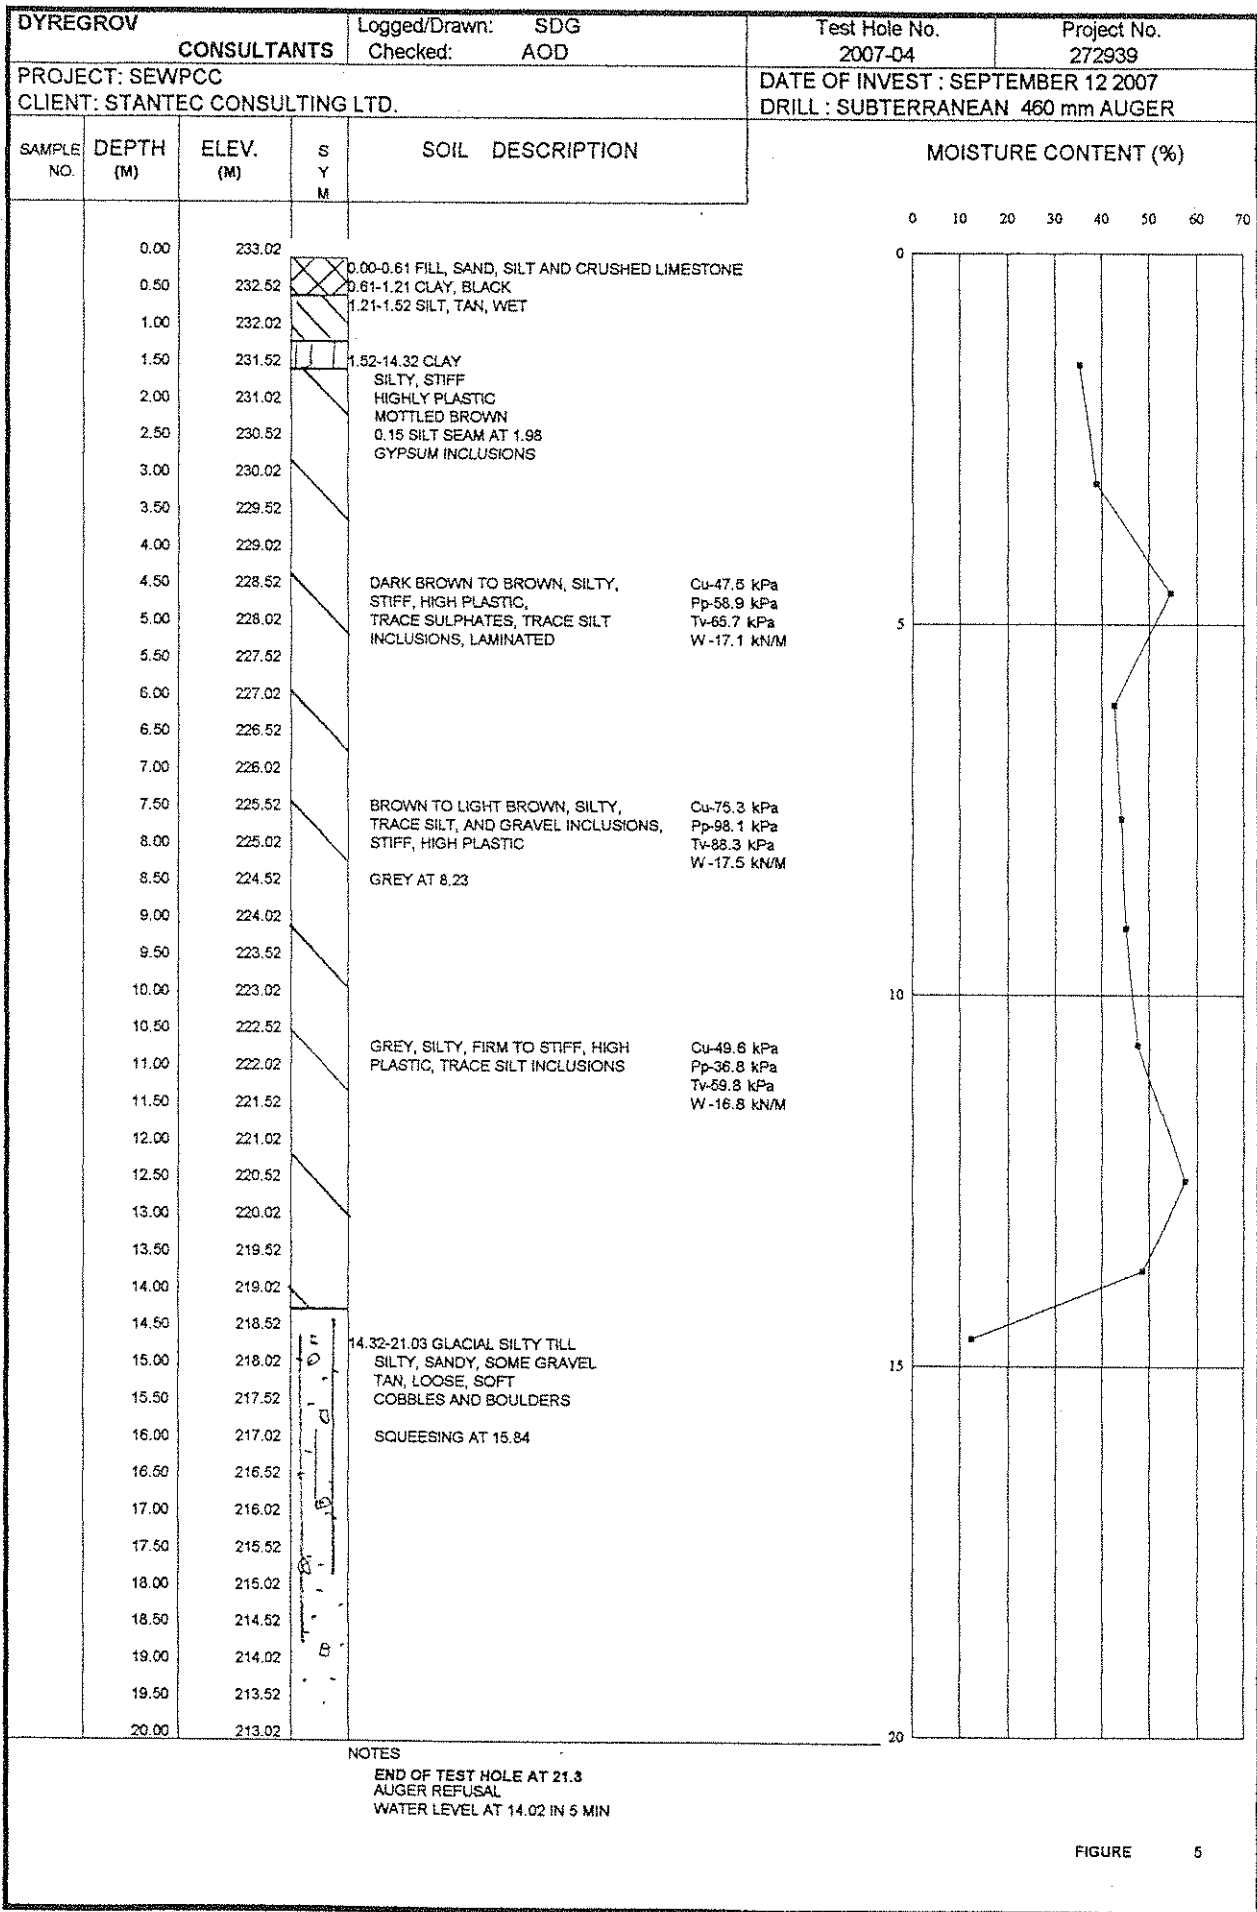 DYREGROV
CONSULTANTS
Logged/Drawn: SDG
Checked: AOD
Test Hole No.
2007-04
Project No.
272939
PROJECT: SEWPCC
CLIENT: STANTEC CONSULTING LTD.
DATE OF INVEST : SEPTEMBER 12 2007
DRILL : SUBTERRANEAN 460 mm AUGER
SAMPLE NO.
DEPTH (M)
ELEV. (M)
S Y M
SOIL DESCRIPTION
MOISTURE CONTENT (%)
0 10 20 30 40 50 60 70
0.00 233.02
0.50 232.52
1.00 232.02
1.50 231.52
2.00 231.02
2.50 230.52
3.00 230.02
3.50 229.52
4.00 229.02
4.50 228.52
5.00 228.02
5.50 227.52
6.00 227.02
6.50 226.52
7.00 226.02
7.50 225.52
8.00 225.02
8.50 224.52
9.00 224.02
9.50 223.52
10.00 223.02
10.50 222.52
11.00 222.02
11.50 221.52
12.00 221.02
12.50 220.52
13.00 220.02
13.50 219.52
14.00 219.02
14.50 218.52
15.00 218.02
15.50 217.52
16.00 217.02
16.50 216.52
17.00 216.02
17.50 215.52
18.00 215.02
18.50 214.52
19.00 214.02
19.50 213.52
20.00 213.02
0.00-0.61 FILL, SAND, SILT AND CRUSHED LIMESTONE
0.61-1.21 CLAY, BLACK
1.21-1.52 SILT, TAN, WET
1.52-14.32 CLAY
SILTY, STIFF
HIGHLY PLASTIC
MOTTLED BROWN
0.15 SILT SEAM AT 1.98
GYPSUM INCLUSIONS
DARK BROWN TO BROWN, SILTY,
STIFF, HIGH PLASTIC,
TRACE SULPHATES, TRACE SILT
INCLUSIONS, LAMINATED
Cu-47.5 kPa
Pp-58.9 kPa
Tv-65.7 kPa
W -17.1 kN/M
BROWN TO LIGHT BROWN, SILTY,
TRACE SILT, AND GRAVEL INCLUSIONS,
STIFF, HIGH PLASTIC
Cu-75.3 kPa
Pp-98.1 kPa
Tv-88.3 kPa
W -17.5 kN/M
GREY AT 8.23
GREY, SILTY, FIRM TO STIFF, HIGH
PLASTIC, TRACE SILT INCLUSIONS
Cu-49.6 kPa
Pp-36.8 kPa
Tv-59.8 kPa
W -16.8 kN/M
14.32-21.03 GLACIAL SILTY TILL
SILTY, SANDY, SOME GRAVEL
TAN, LOOSE, SOFT
COBBLES AND BOULDERS
SQUEESING AT 15.84
0
5
10
15
20
NOTES
END OF TEST HOLE AT 21.3
AUGER REFUSAL
WATER LEVEL AT 14.02 IN 5 MIN
FIGURE 5